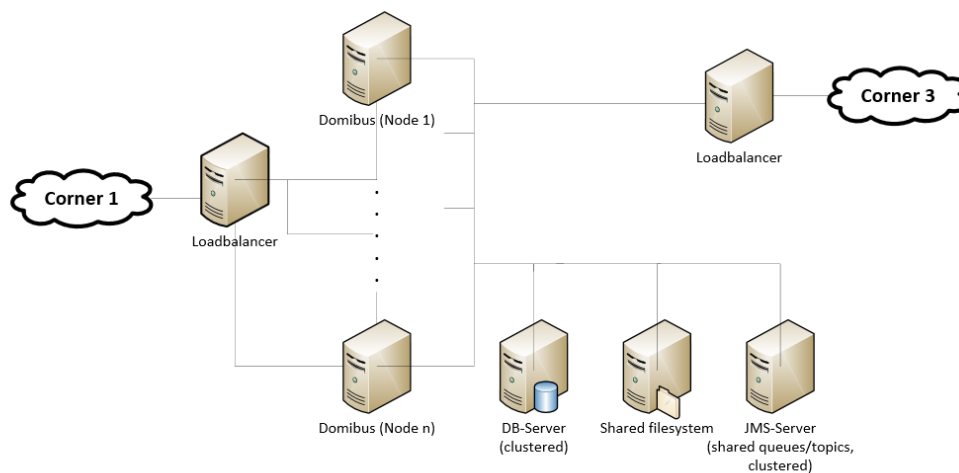 Domibus (Node 1)
Corner 3
Loadbalancer
Corner 1
Loadbalancer
Domibus (Node n)
DB-Server
(clustered)
Shared filesystem
JMS-Server
(shared queues/topics,
clustered)